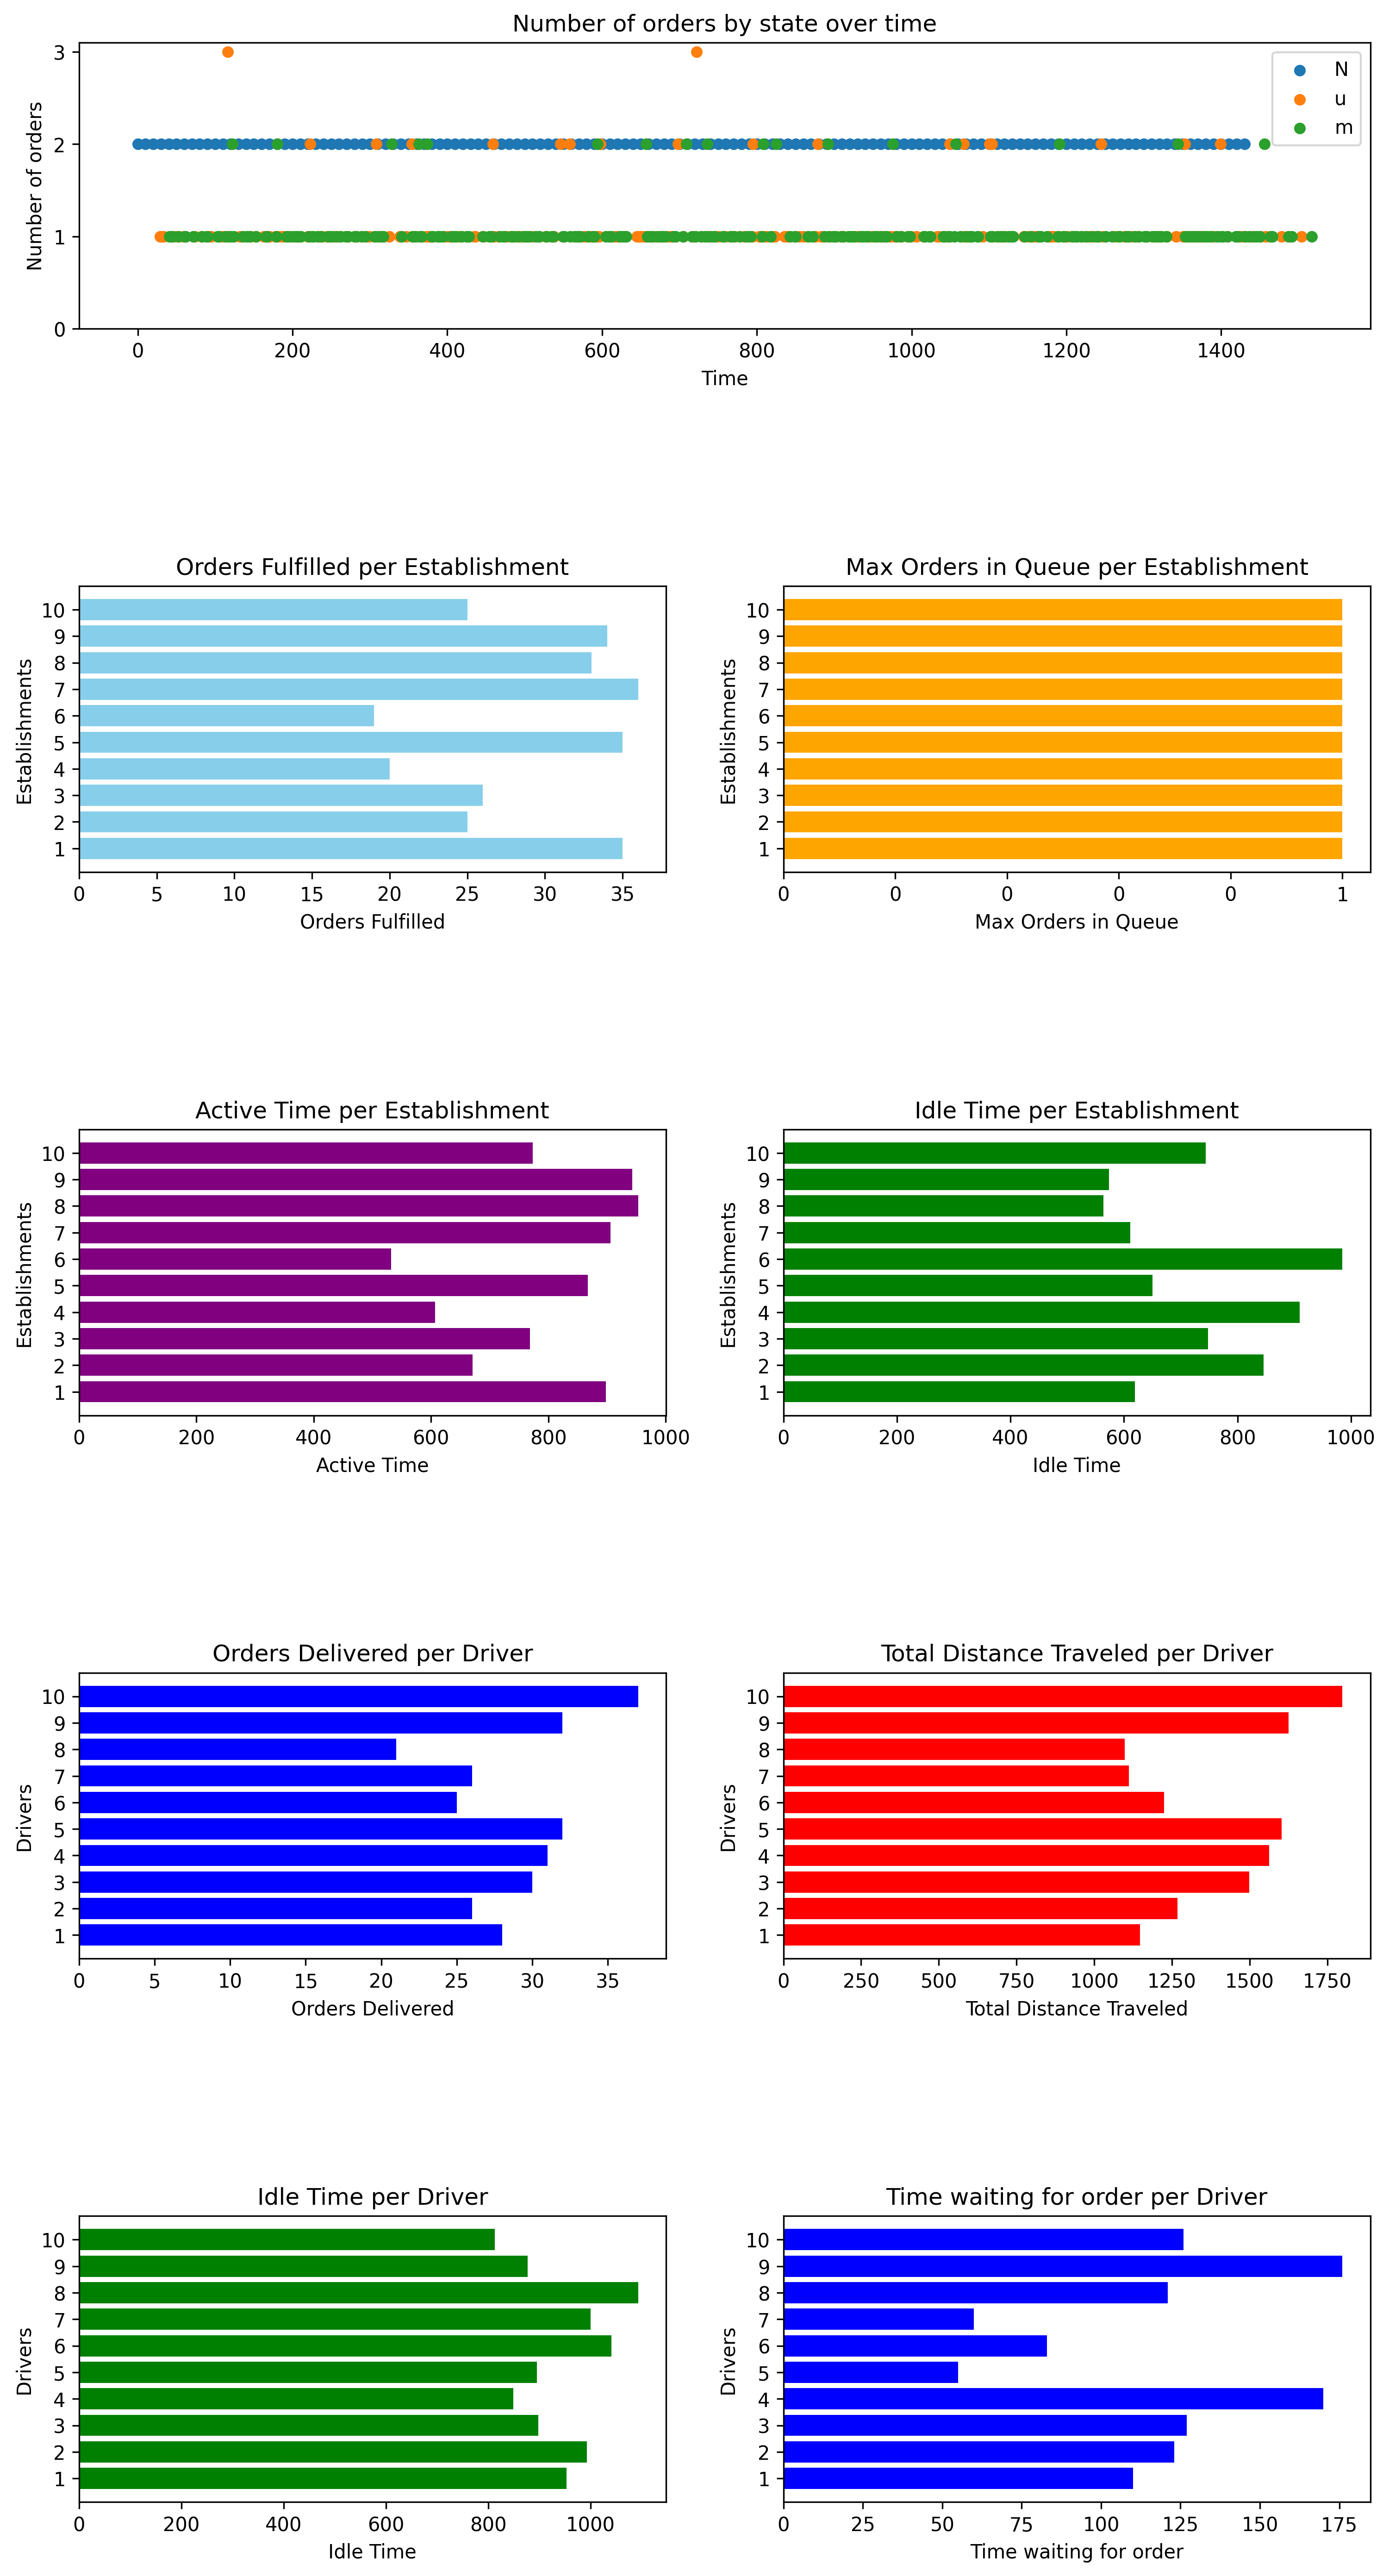 Number of orders by state over time
Number of orders
3
2
1
0
N
u
m
0 200 400 600 800 1000 1200 1400
Time
Orders Fulfilled per Establishment
Establishments
10
9
8
7
6
5
4
3
2
1
0 5 10 15 20 25 30 35
Orders Fulfilled
Max Orders in Queue per Establishment
Establishments
10
9
8
7
6
5
4
3
2
1
0 0 0 0 0 1
Max Orders in Queue
Active Time per Establishment
Establishments
10
9
8
7
6
5
4
3
2
1
0 200 400 600 800 1000
Active Time
Idle Time per Establishment
Establishments
10
9
8
7
6
5
4
3
2
1
0 200 400 600 800 1000
Idle Time
Orders Delivered per Driver
Drivers
10
9
8
7
6
5
4
3
2
1
0 5 10 15 20 25 30 35
Orders Delivered
Total Distance Traveled per Driver
Drivers
10
9
8
7
6
5
4
3
2
1
0 250 500 750 1000 1250 1500 1750
Total Distance Traveled
Idle Time per Driver
Drivers
10
9
8
7
6
5
4
3
2
1
0 200 400 600 800 1000
Idle Time
Time waiting for order per Driver
Drivers
10
9
8
7
6
5
4
3
2
1
0 25 50 75 100 125 150 175
Time waiting for order